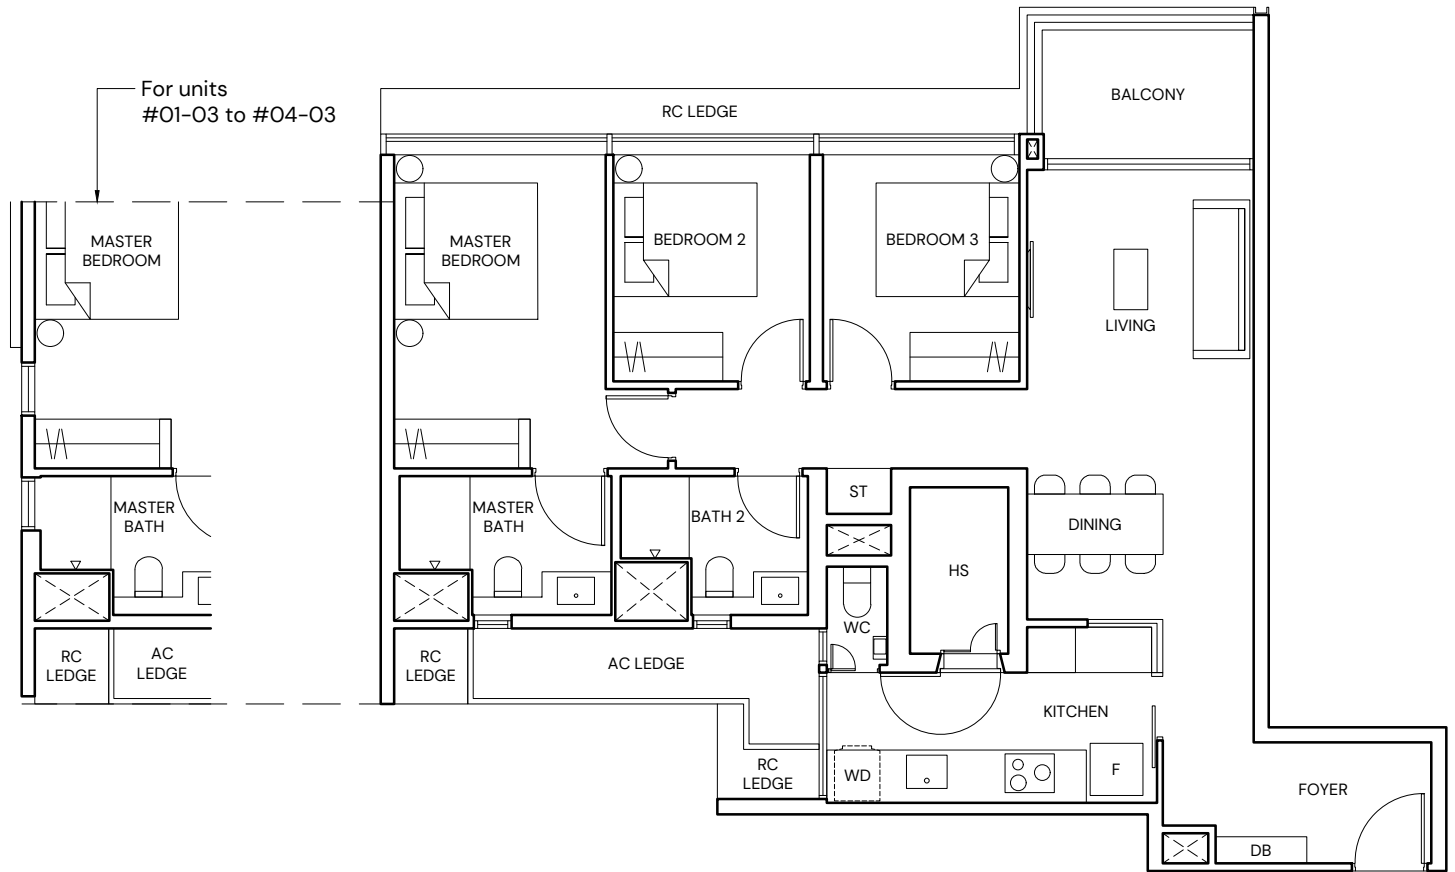 For units
#01-03 to #04-03
BALCONY
RC LEDGE
MASTER
BEDROOM
MASTER
BEDROOM
BEDROOM 2
BEDROOM 3
LIVING
MASTER
BATH
MASTER
BATH
BATH 2
ST
DINING
HS
WC
RC
LEDGE
AC
LEDGE
RC
LEDGE
AC LEDGE
KITCHEN
RC
LEDGE
WD
F
FOYER
DB